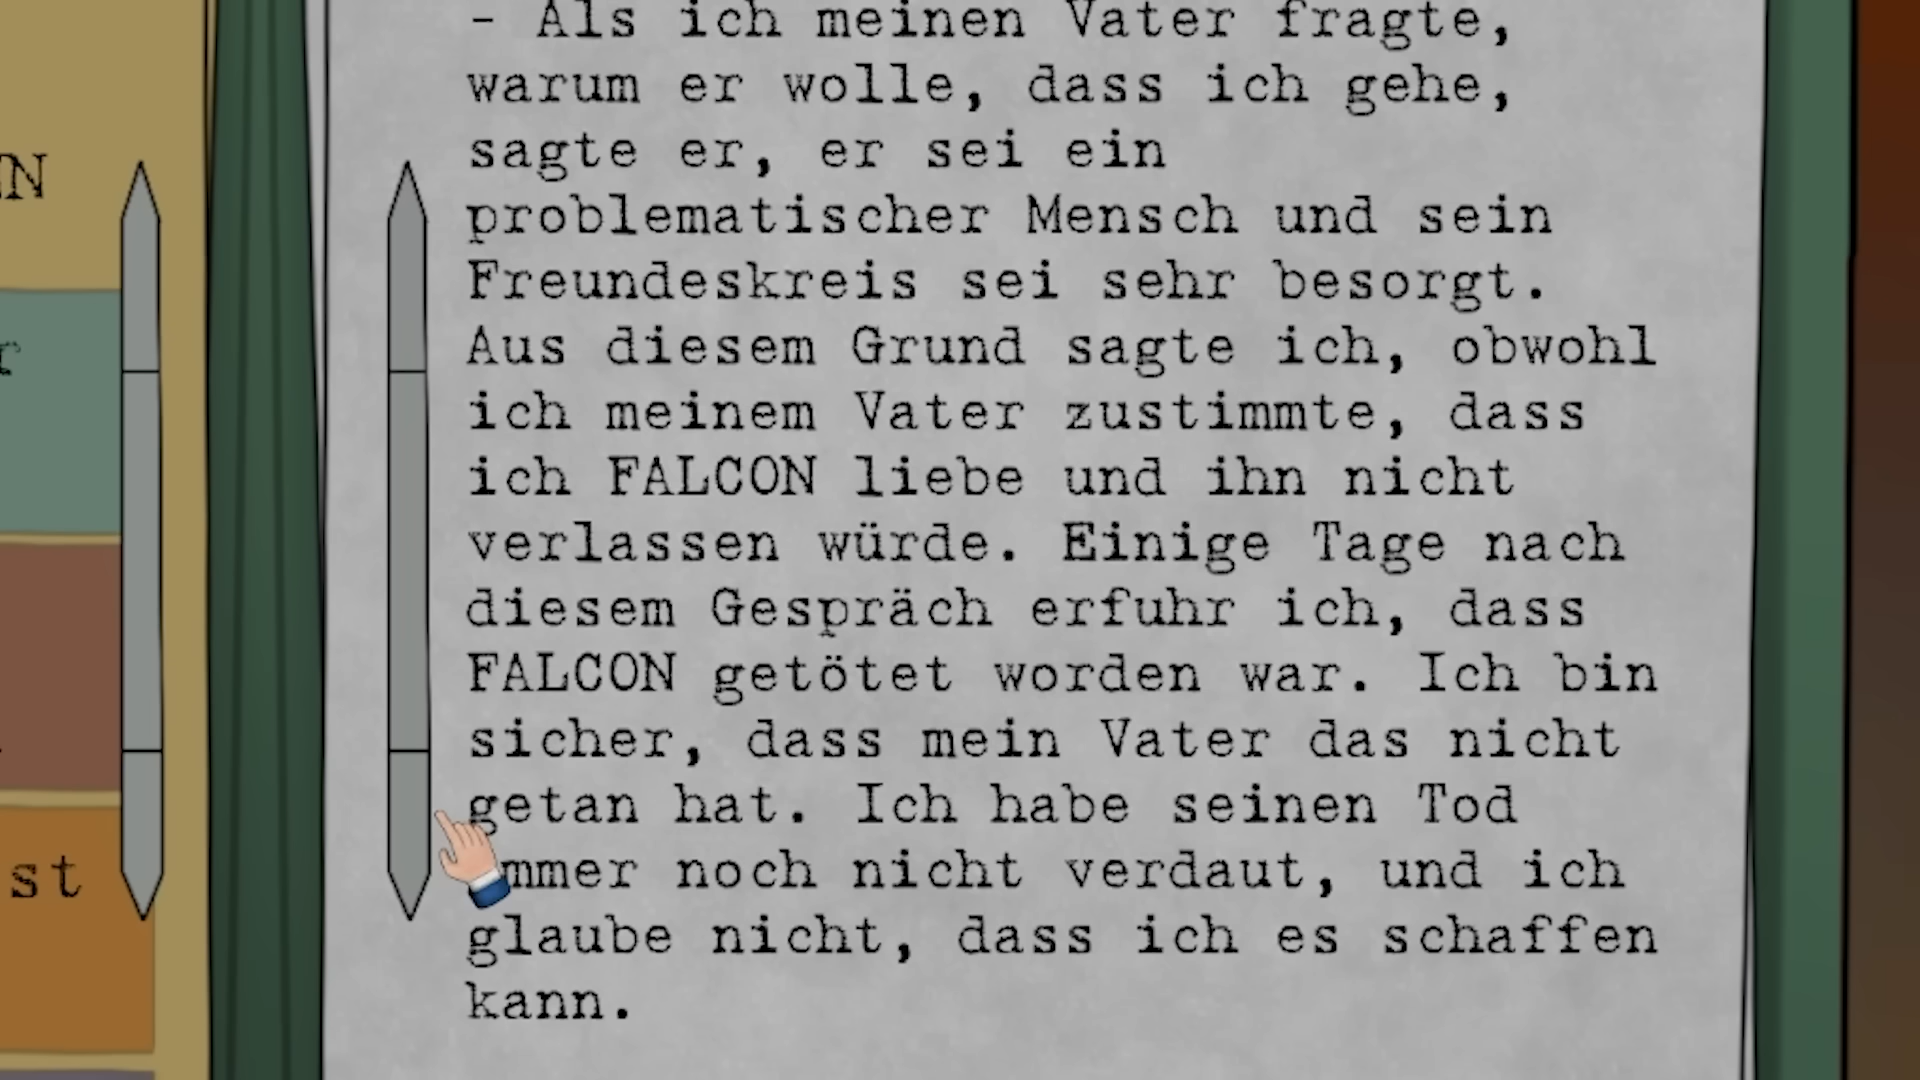 - Als ich meinen Vater fragte,
warum er wolle, dass ich gehe,
sagte er, er sei ein
problematischer Mensch und sein
Freundeskreis sei sehr besorgt.
Aus diesem Grund sagte ich, obwohl
ich meinem Vater zustimmte, dass
ich FALCON liebe und ihn nicht
verlassen würde. Einige Tage nach
diesem Gespräch erfuhr ich, dass
FALCON getötet worden war. Ich bin
sicher, dass mein Vater das nicht
getan hat. Ich habe seinen Tod
mmer noch nicht verdaut, und ich
glaube nicht, dass ich es schaffen
kann.
N
r
st